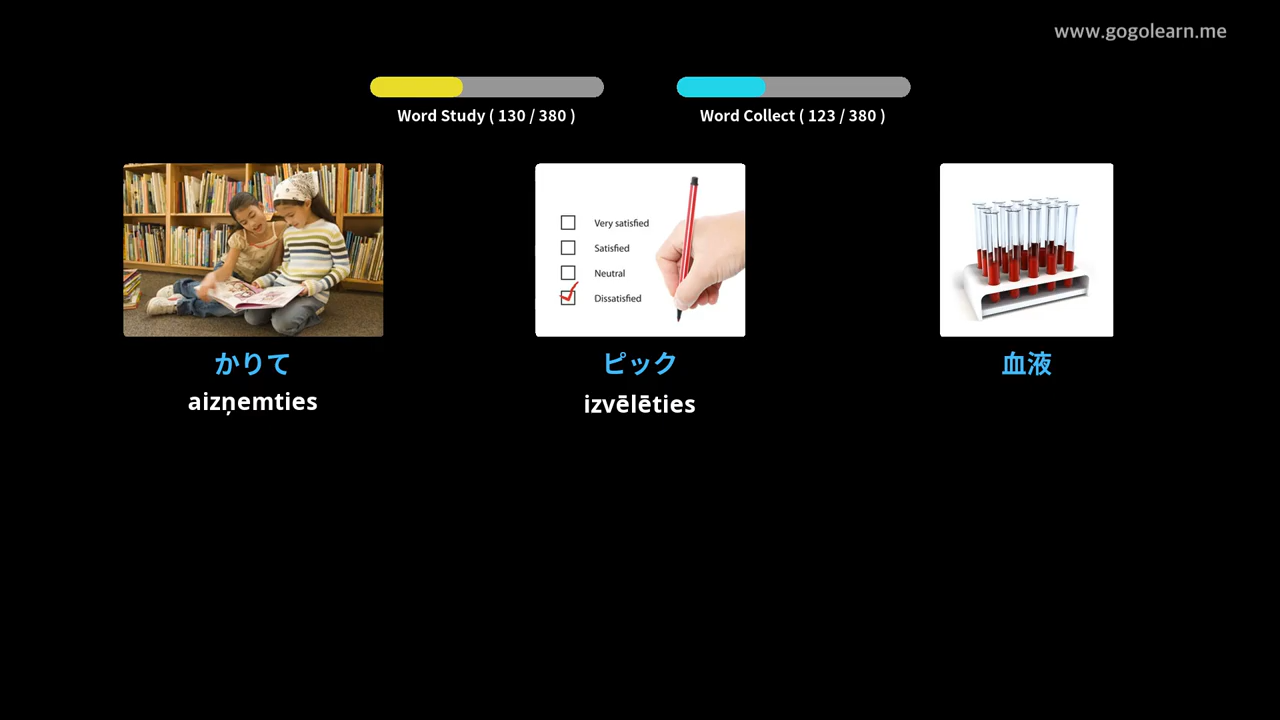 www.gogolearn.me
Word Study ( 130 / 380 )
Word Collect ( 123 / 380 )
Very satisfied
Satisfied
Neutral
Dissatisfied
かりて
ピック
血液
aizņemties
izvēlēties